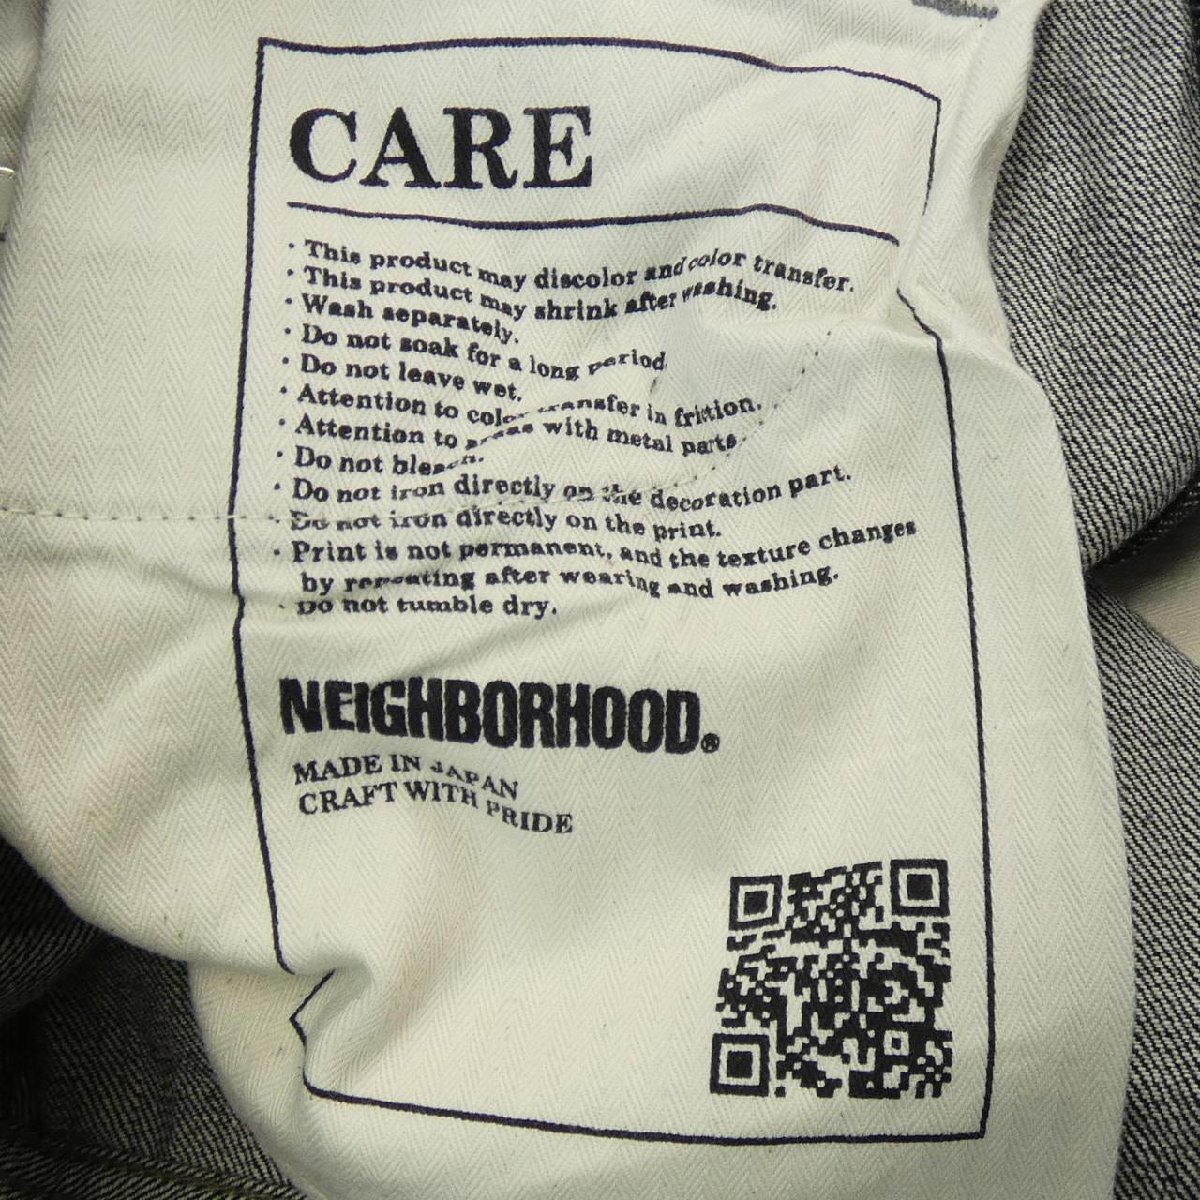 CARE
· This product may discolor and color transfer.
· This product may shrink after washing.
· Wash separately.
· Do not soak for a long period
· Do not leave wet.
· Attention to color transfer in friction.
· Attention to areas with metal parts.
· Do not bleach.
· Do not iron directly on the decoration part.
· Do not iron directly on the print.
· Print is not permanent, and the texture changes
by repeating after wearing and washing.
· Do not tumble dry.
NEIGHBORHOOD®
MADE IN JAPAN
CRAFT WITH PRIDE